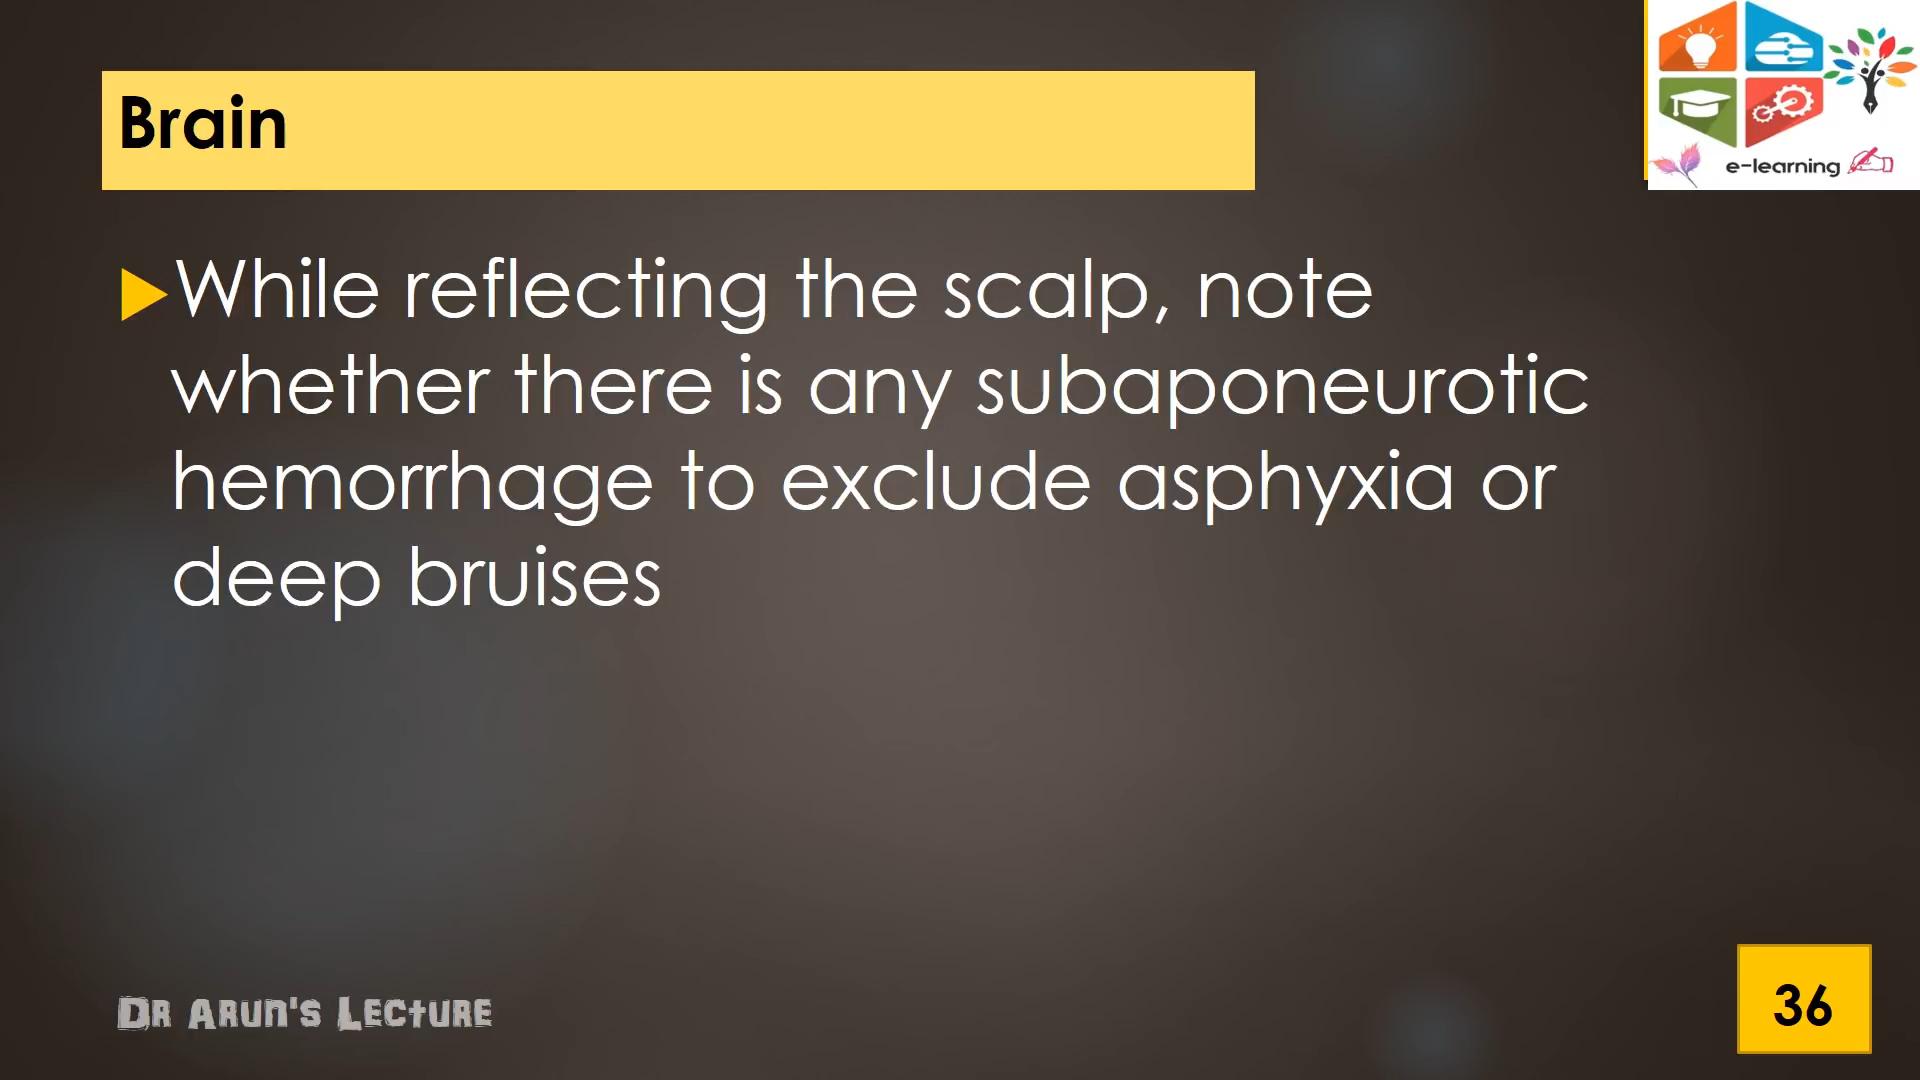 Brain
e-learning
While reflecting the scalp, note
whether there is any subaponeurotic
hemorrhage to exclude asphyxia or
deep bruises
Dr Arun's Lecture
36